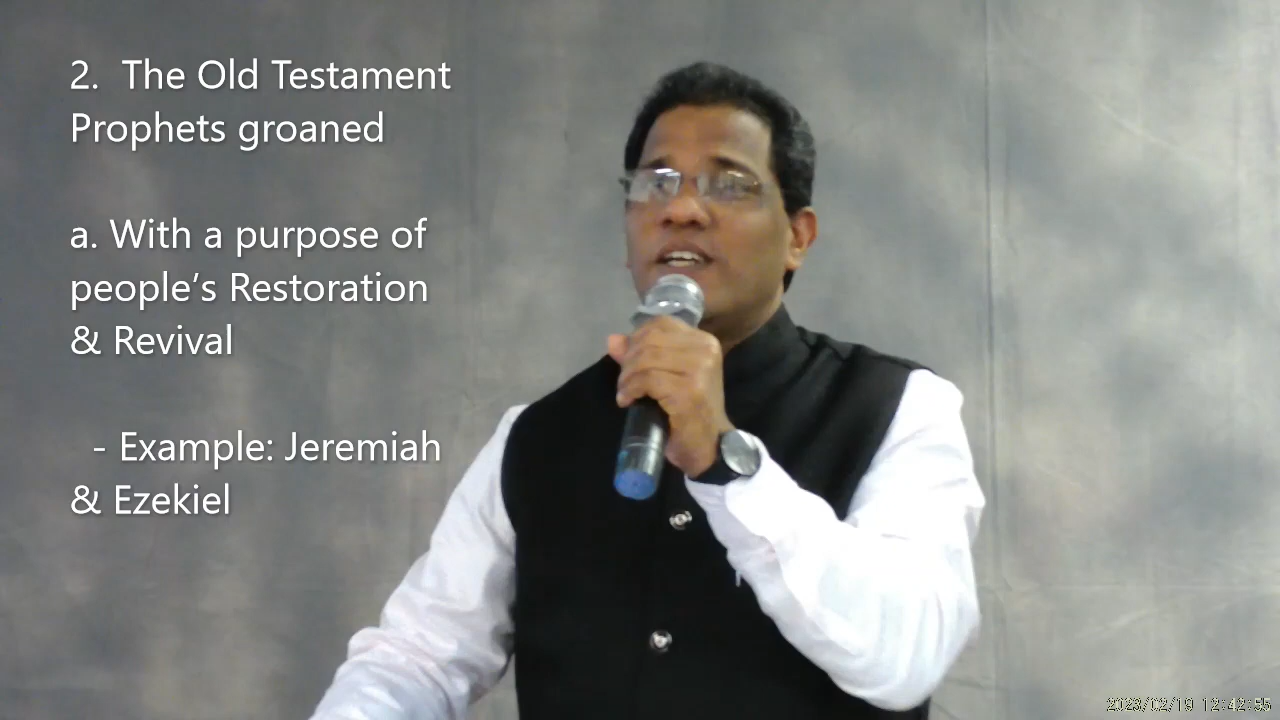 2.  The Old Testament
Prophets groaned
a. With a purpose of
people’s Restoration
& Revival
- Example: Jeremiah
& Ezekiel
2023/02/19 12:42:55